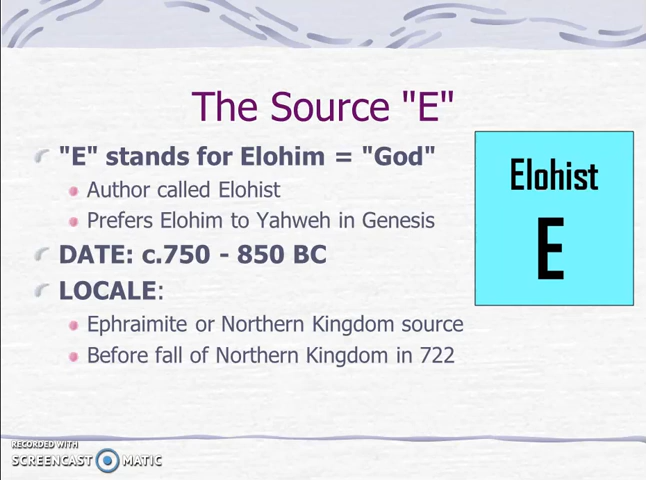 The Source "E"
"E" stands for Elohim = "God"
Author called Elohist
Prefers Elohim to Yahweh in Genesis
DATE: c.750 - 850 BC
LOCALE:
Ephraimite or Northern Kingdom source
Before fall of Northern Kingdom in 722
Elohist
E
RECORDED WITH
SCREENCAST MATIC